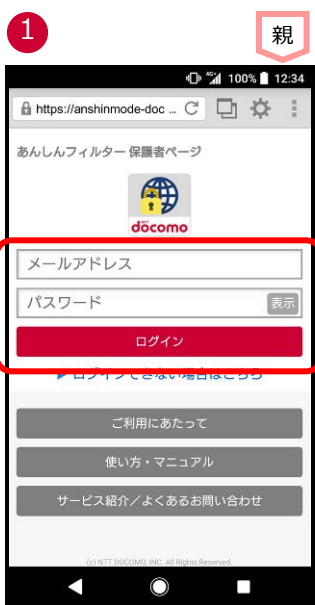 1
親
4G 100% 12:34
https://anshinmode-doc ...
あんしんフィルター 保護者ページ
NTT
döcomo
メールアドレス
パスワード
表示
ログイン
▶ ログインできない場合はこちら
ご利用にあたって
使い方・マニュアル
サービス紹介／よくあるお問い合わせ
(c) NTT DOCOMO, INC. All Rights Reserved.